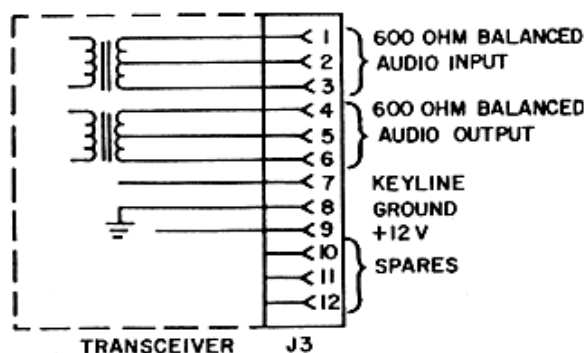 1 600 OHM BALANCED
2 AUDIO INPUT
3
4 600 OHM BALANCED
5 AUDIO OUTPUT
6
7 KEYLINE
8 GROUND
9 +12V
10
11 SPARES
12
TRANSCEIVER J3